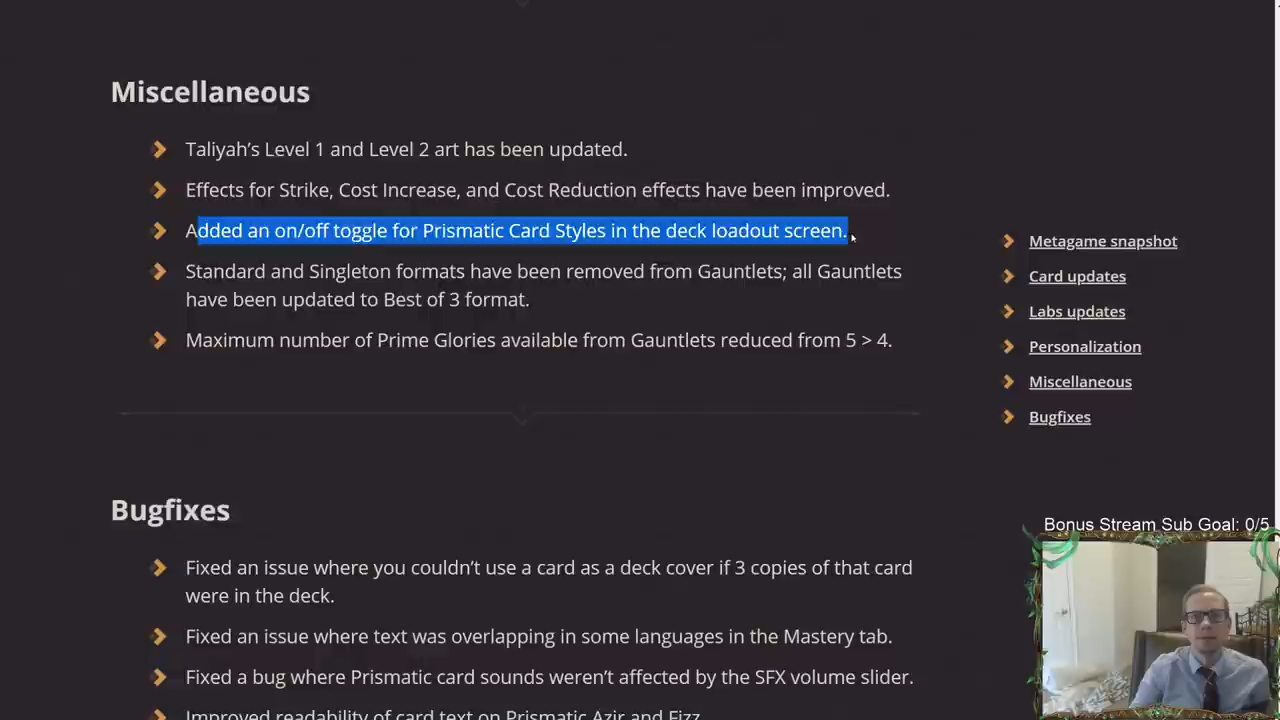 Miscellaneous
Taliyah’s Level 1 and Level 2 art has been updated.
Effects for Strike, Cost Increase, and Cost Reduction effects have been improved.
Added an on/off toggle for Prismatic Card Styles in the deck loadout screen.
Standard and Singleton formats have been removed from Gauntlets; all Gauntlets
have been updated to Best of 3 format.
Maximum number of Prime Glories available from Gauntlets reduced from 5 > 4.
Bugfixes
Fixed an issue where you couldn’t use a card as a deck cover if 3 copies of that card
were in the deck.
Fixed an issue where text was overlapping in some languages in the Mastery tab.
Fixed a bug where Prismatic card sounds weren’t affected by the SFX volume slider.
Improved readability of card text on Prismatic Azir and Fizz.
Metagame snapshot
Card updates
Labs updates
Personalization
Miscellaneous
Bugfixes
Bonus Stream Sub Goal: 0/5